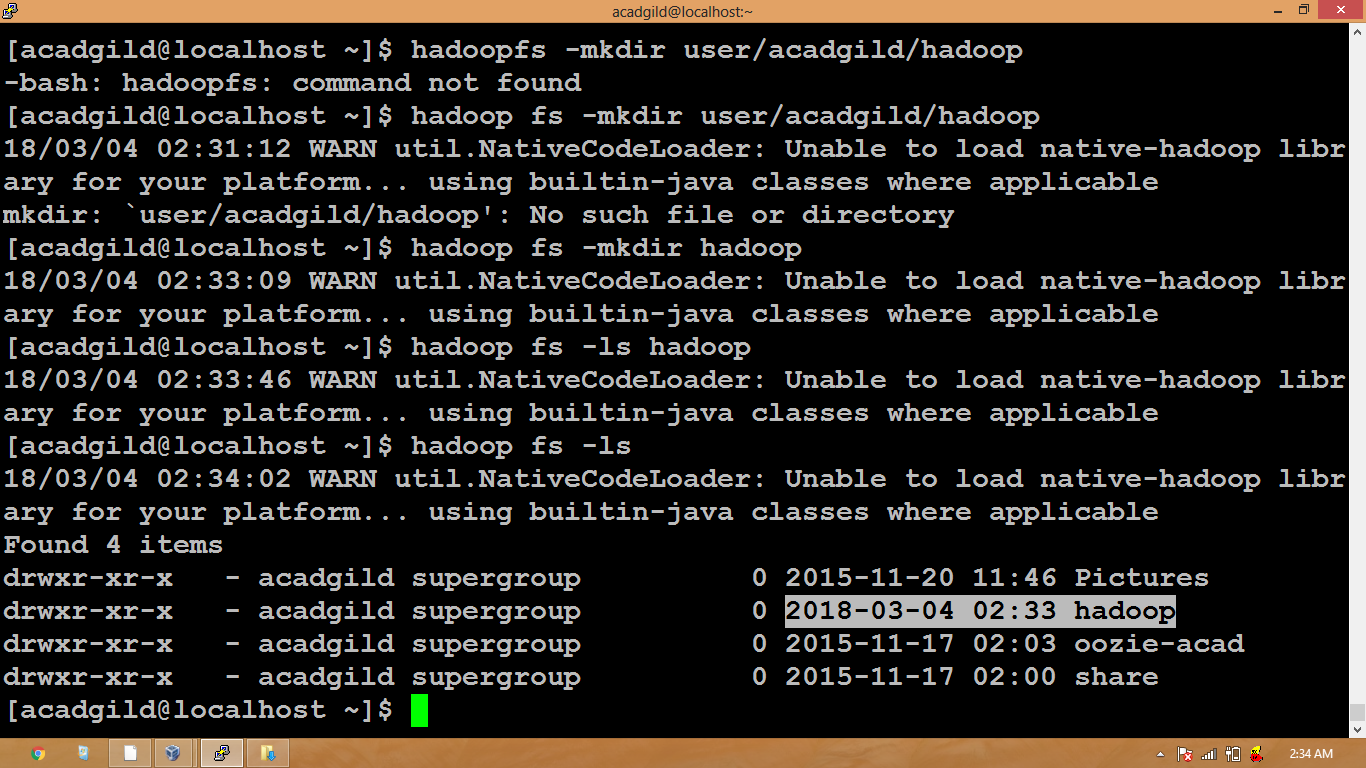 acadgild@localhost:~
[acadgild@localhost ~]$ hadoopfs -mkdir user/acadgild/hadoop
-bash: hadoopfs: command not found
[acadgild@localhost ~]$ hadoop fs -mkdir user/acadgild/hadoop
18/03/04 02:31:12 WARN util.NativeCodeLoader: Unable to load native-hadoop libr
ary for your platform... using builtin-java classes where applicable
mkdir: `user/acadgild/hadoop': No such file or directory
[acadgild@localhost ~]$ hadoop fs -mkdir hadoop
18/03/04 02:33:09 WARN util.NativeCodeLoader: Unable to load native-hadoop libr
ary for your platform... using builtin-java classes where applicable
[acadgild@localhost ~]$ hadoop fs -ls hadoop
18/03/04 02:33:46 WARN util.NativeCodeLoader: Unable to load native-hadoop libr
ary for your platform... using builtin-java classes where applicable
[acadgild@localhost ~]$ hadoop fs -ls
18/03/04 02:34:02 WARN util.NativeCodeLoader: Unable to load native-hadoop libr
ary for your platform... using builtin-java classes where applicable
Found 4 items
drwxr-xr-x   - acadgild supergroup          0 2015-11-20 11:46 Pictures
drwxr-xr-x   - acadgild supergroup          0 2018-03-04 02:33 hadoop
drwxr-xr-x   - acadgild supergroup          0 2015-11-17 02:03 oozie-acad
drwxr-xr-x   - acadgild supergroup          0 2015-11-17 02:00 share
[acadgild@localhost ~]$
2:34 AM